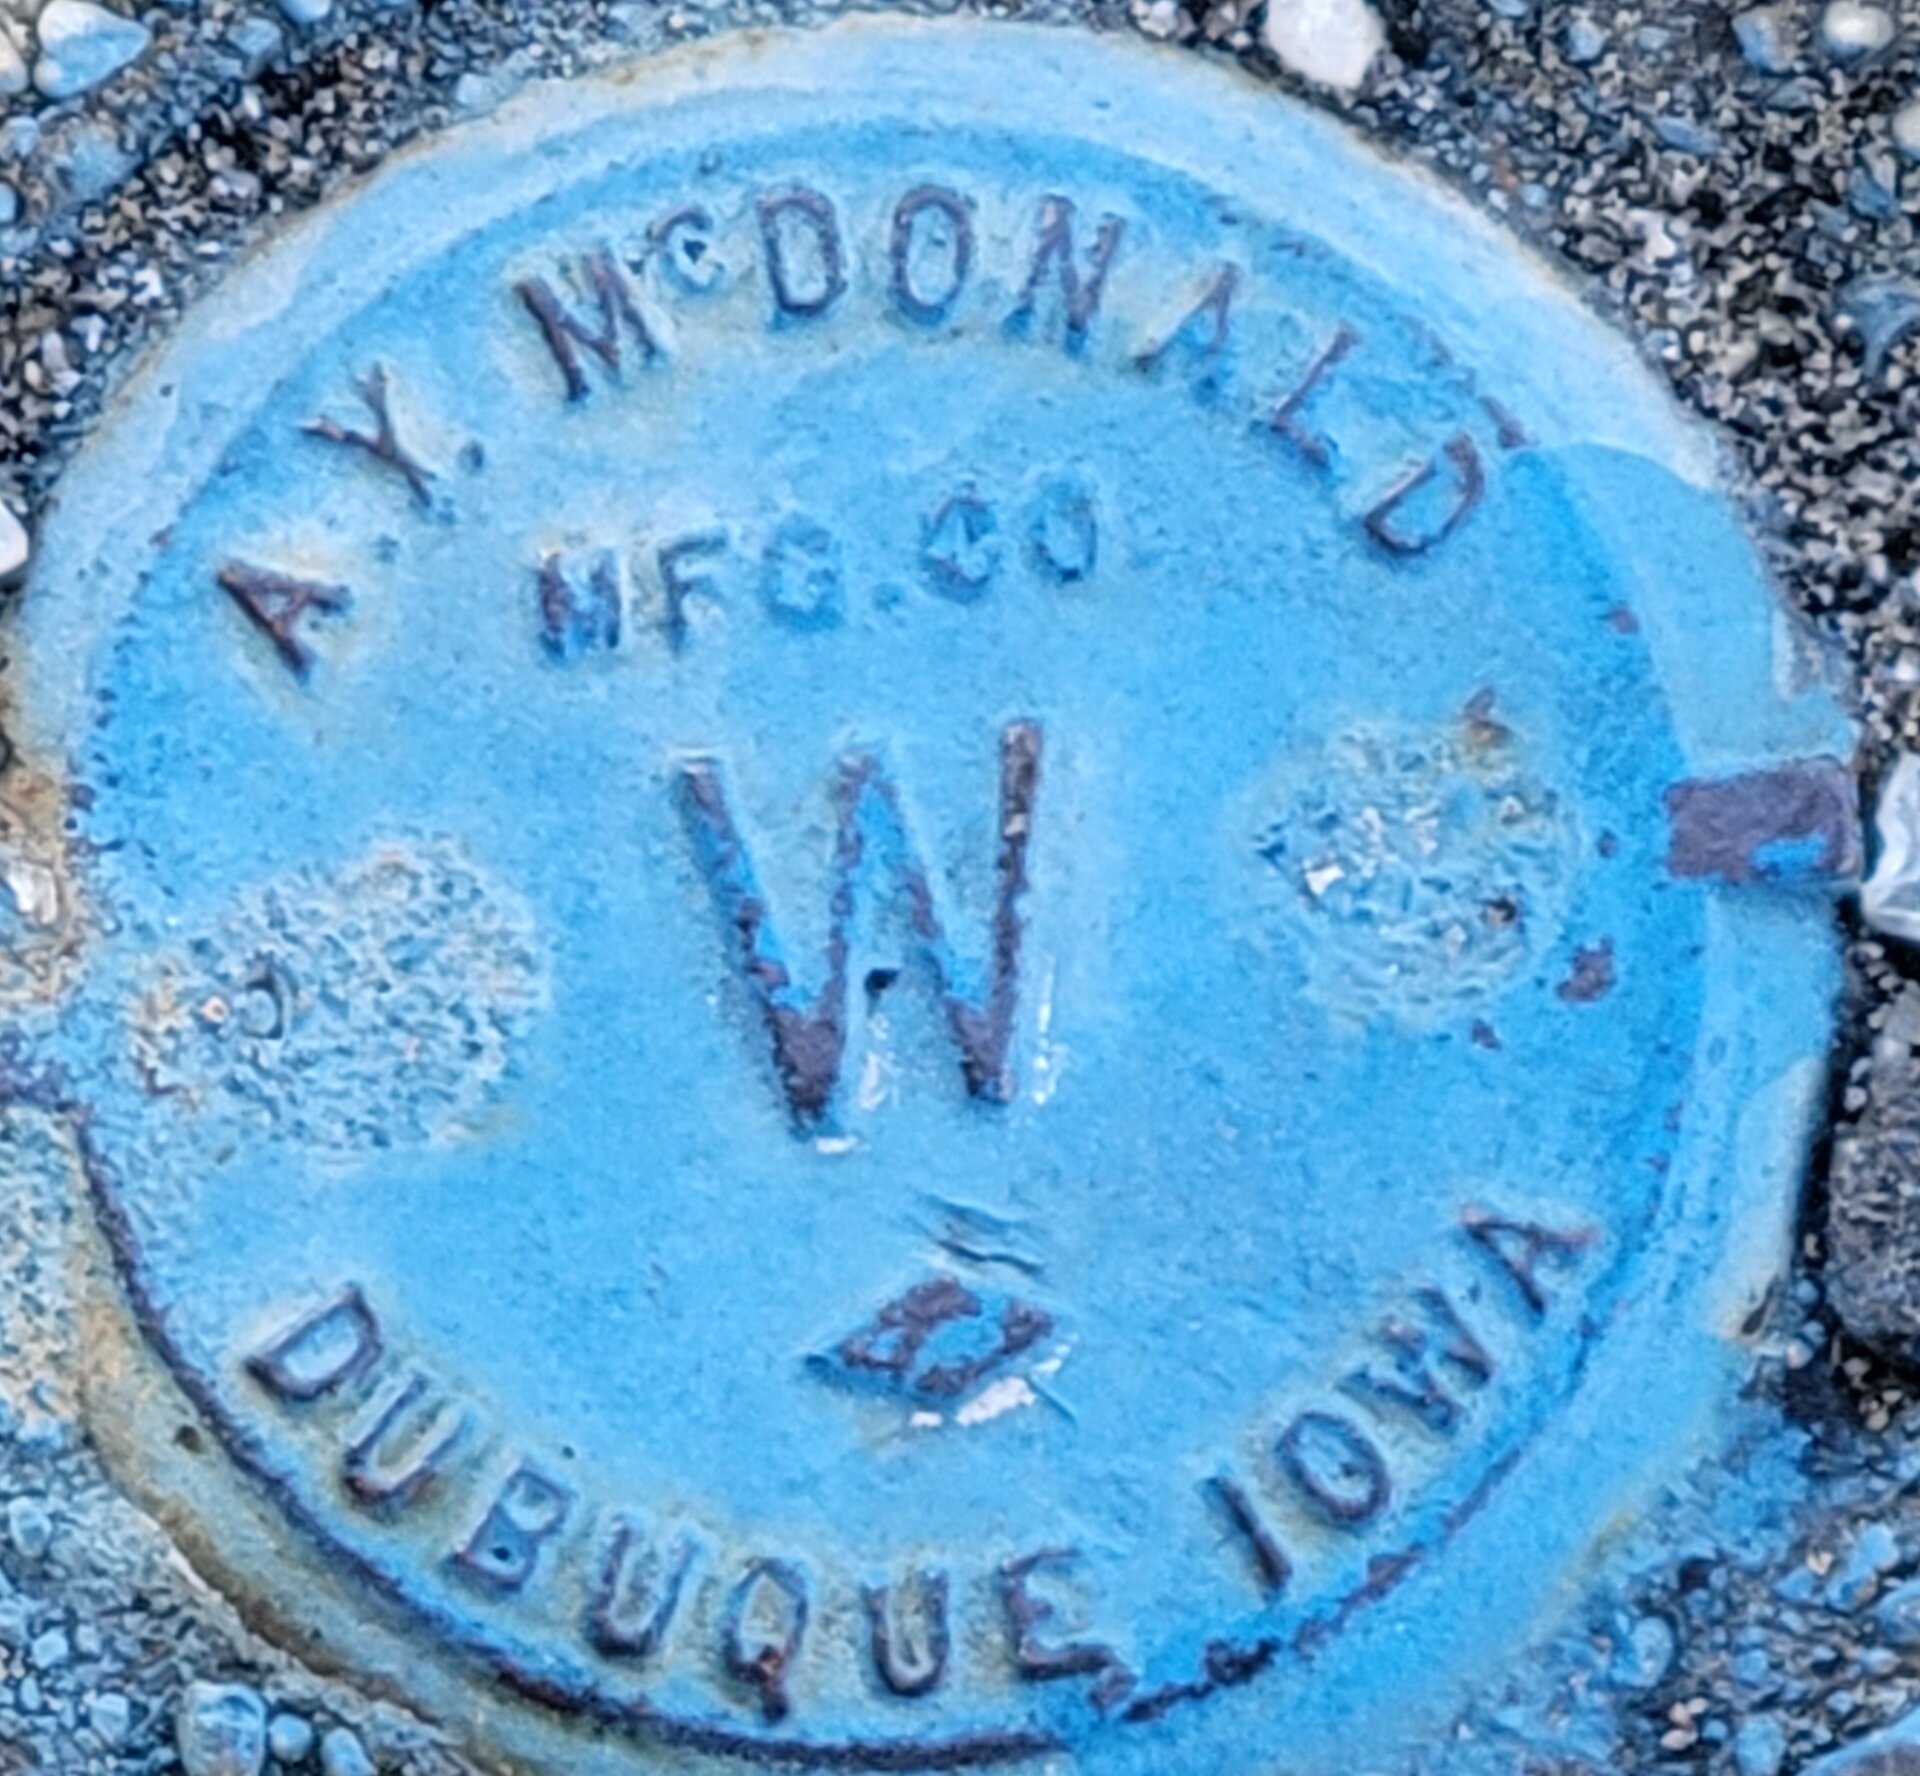 A.Y. McDONALD
MFG. CO
W
DUBUQUE, IOWA